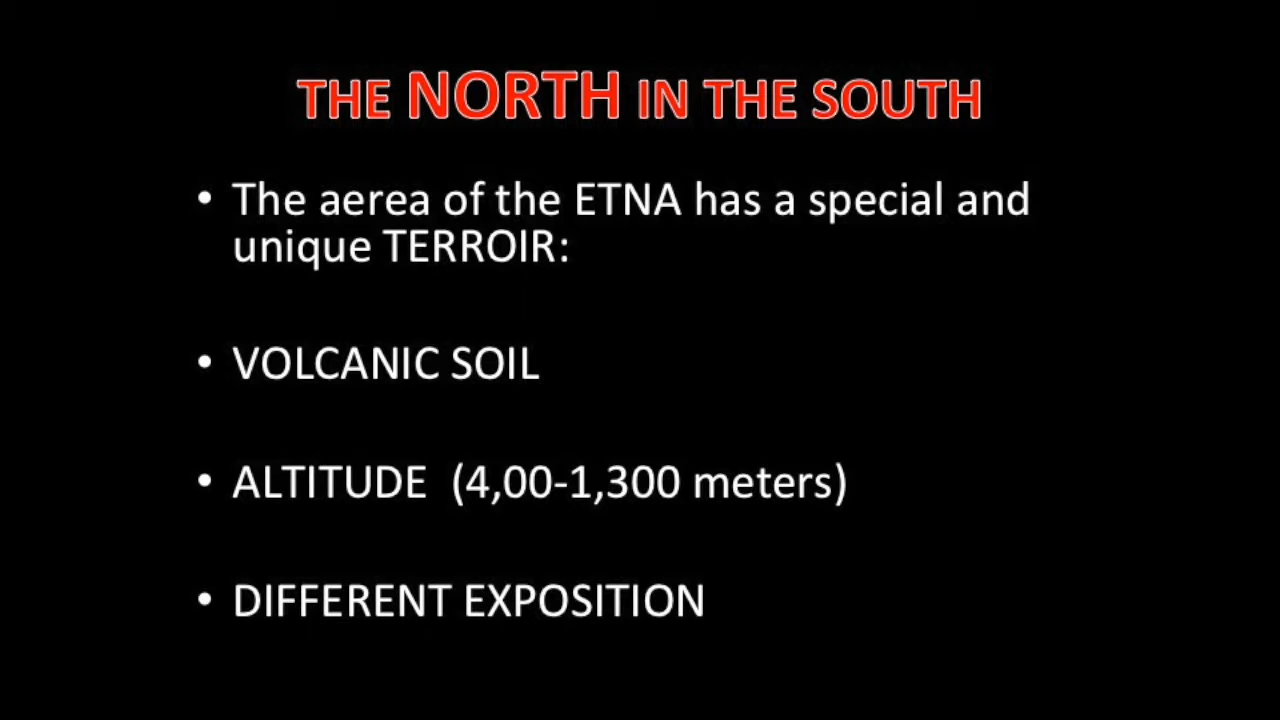 THE NORTH IN THE SOUTH
• The aerea of the ETNA has a special and
unique TERROIR:
• VOLCANIC SOIL
• ALTITUDE (4,00-1,300 meters)
• DIFFERENT EXPOSITION